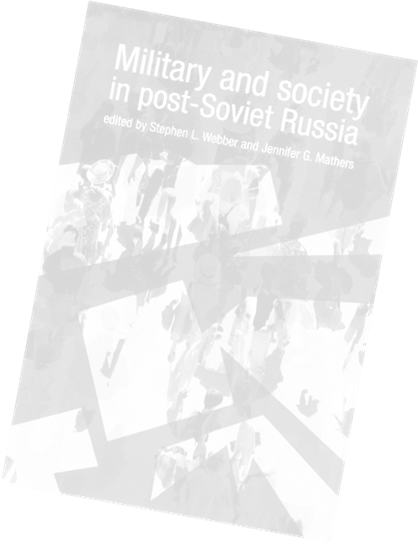 Military and society
in post-Soviet Russia
edited by Stephen L. Webber and Jennifer G. Mathers